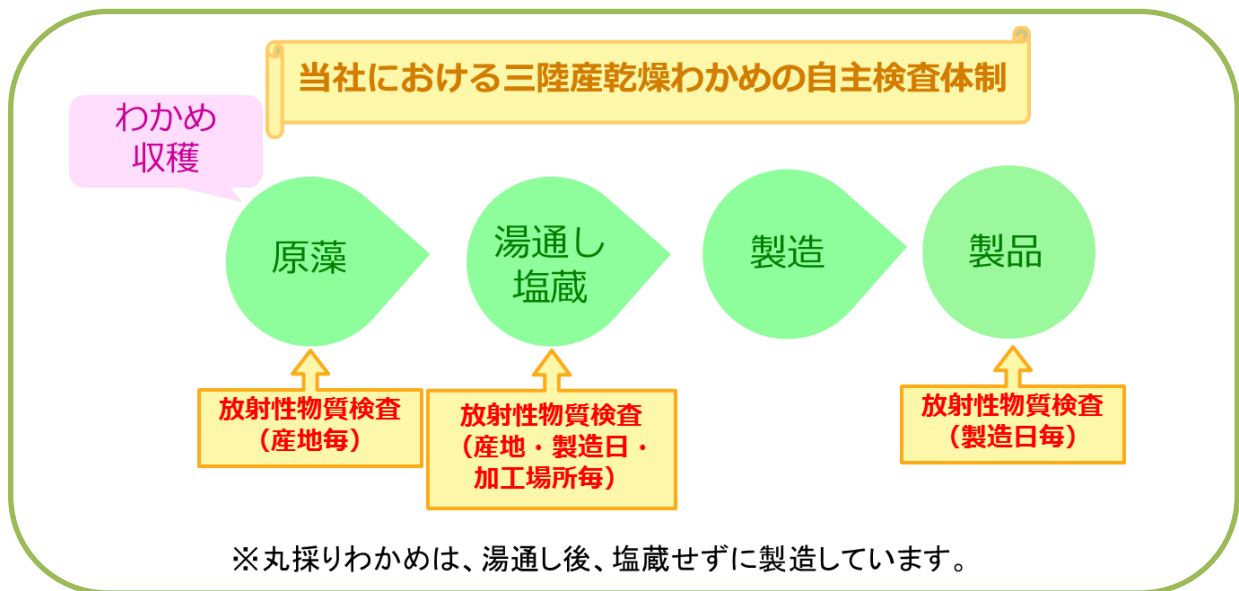 当社における三陸産乾燥わかめの自主検査体制
わかめ
収穫
原藻
湯通し
塩蔵
製造
製品
放射性物質検査
（産地毎）
放射性物質検査
（産地・製造日・
加工場所毎）
放射性物質検査
（製造日毎）
※丸採りわかめは、湯通し後、塩蔵せずに製造しています。